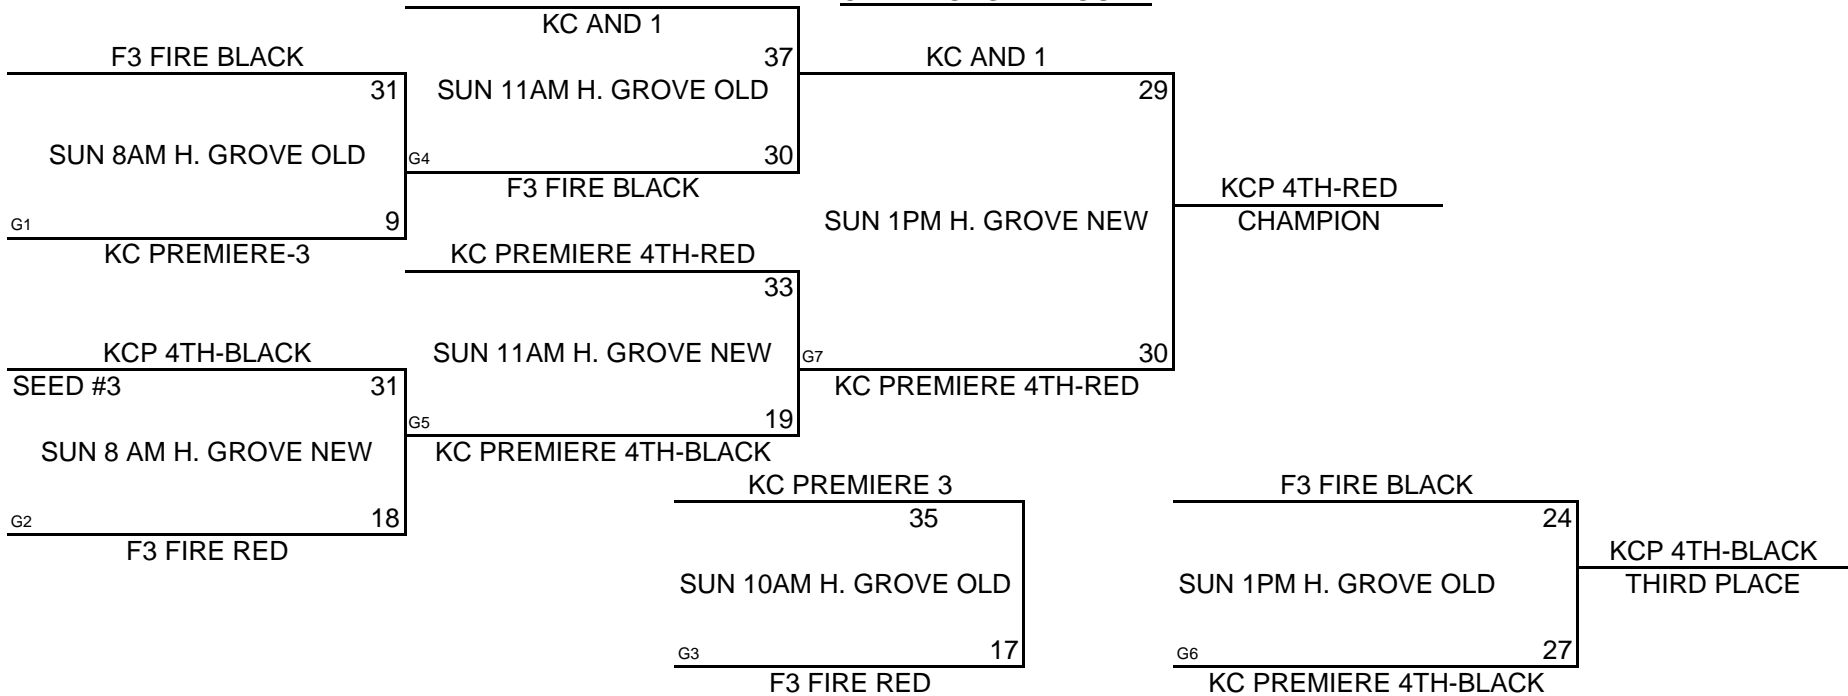 KC AND 1
F3 FIRE BLACK
37
KC AND 1
31
SUN 11AM H. GROVE OLD
29
SUN 8AM H. GROVE OLD
G4
30
F3 FIRE BLACK
KCP 4TH-RED
G1
9
SUN 1PM H. GROVE NEW
CHAMPION
KC PREMIERE-3
KC PREMIERE 4TH-RED
33
KCP 4TH-BLACK
SUN 11AM H. GROVE NEW
G7
30
SEED #3
31
KC PREMIERE 4TH-RED
G5
19
SUN 8 AM H. GROVE NEW
KC PREMIERE 4TH-BLACK
KC PREMIERE 3
F3 FIRE BLACK
G2
18
35
24
F3 FIRE RED
KCP 4TH-BLACK
SUN 10AM H. GROVE OLD
SUN 1PM H. GROVE OLD
THIRD PLACE
G3
17
G6
27
F3 FIRE RED
KC PREMIERE 4TH-BLACK